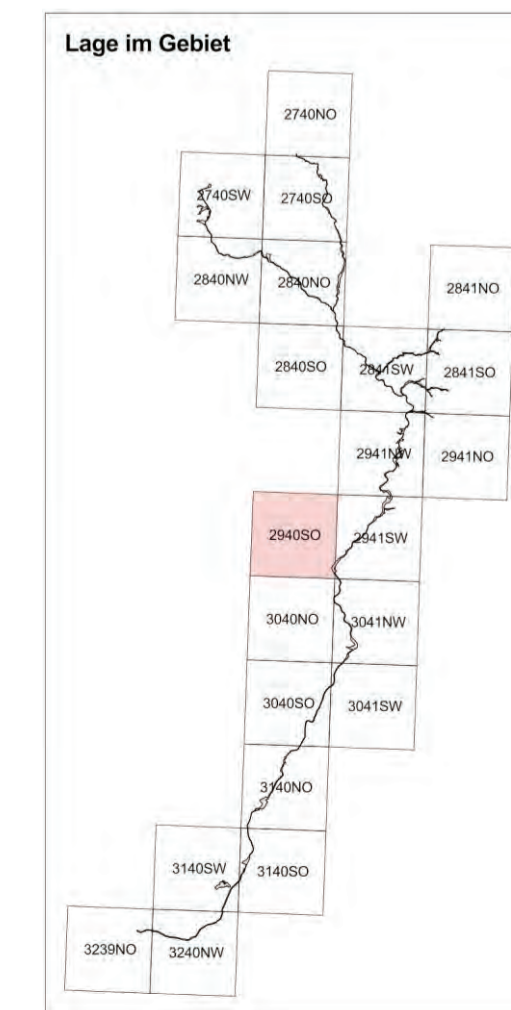 Lage im Gebiet
2740NO
2740SW 2740SO
2840NW 2840NO 2841NO
2840SO 2841SW 2841SO
2941NW 2941NO
2940SO 2941SW
3040NO 3041NW
3040SO 3041SW
3140NO
3140SW 3140SO
3239NO 3240NW